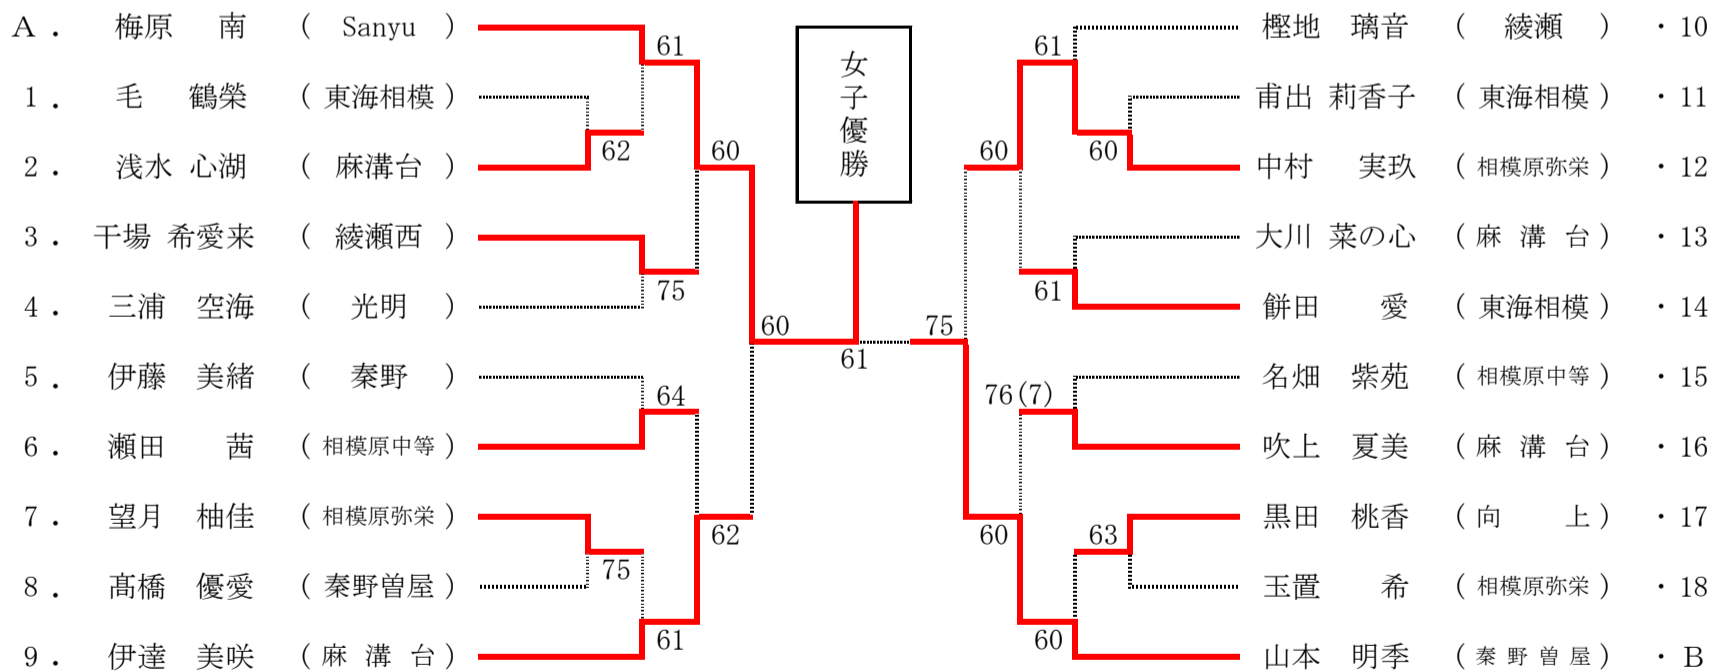 A. 梅原 南 ( Sanyu )
1. 毛 鶴榮 ( 東海相模 )
2. 浅水 心湖 ( 麻溝台 )
3. 干場 希愛来 ( 綾瀬西 )
4. 三浦 空海 ( 光明 )
5. 伊藤 美緒 ( 秦野 )
6. 瀬田 茜 ( 相模原中等 )
7. 望月 柚佳 ( 相模原弥栄 )
8. 髙橋 優愛 ( 秦野曽屋 )
9. 伊達 美咲 ( 麻溝台 )
61
62
60
75
60
64
62
75
61
女子優勝
61
61
60
60
61
75
76(7)
60
63
60
樫地 璃音 ( 綾瀬 ) ・10
甫出 莉香子 ( 東海相模 ) ・11
中村 実玖 ( 相模原弥栄 ) ・12
大川 菜の心 ( 麻溝台 ) ・13
餅田 愛 ( 東海相模 ) ・14
名畑 紫苑 ( 相模原中等 ) ・15
吹上 夏美 ( 麻溝台 ) ・16
黒田 桃香 ( 向上 ) ・17
玉置 希 ( 相模原弥栄 ) ・18
山本 明季 ( 秦野曽屋 ) ・B